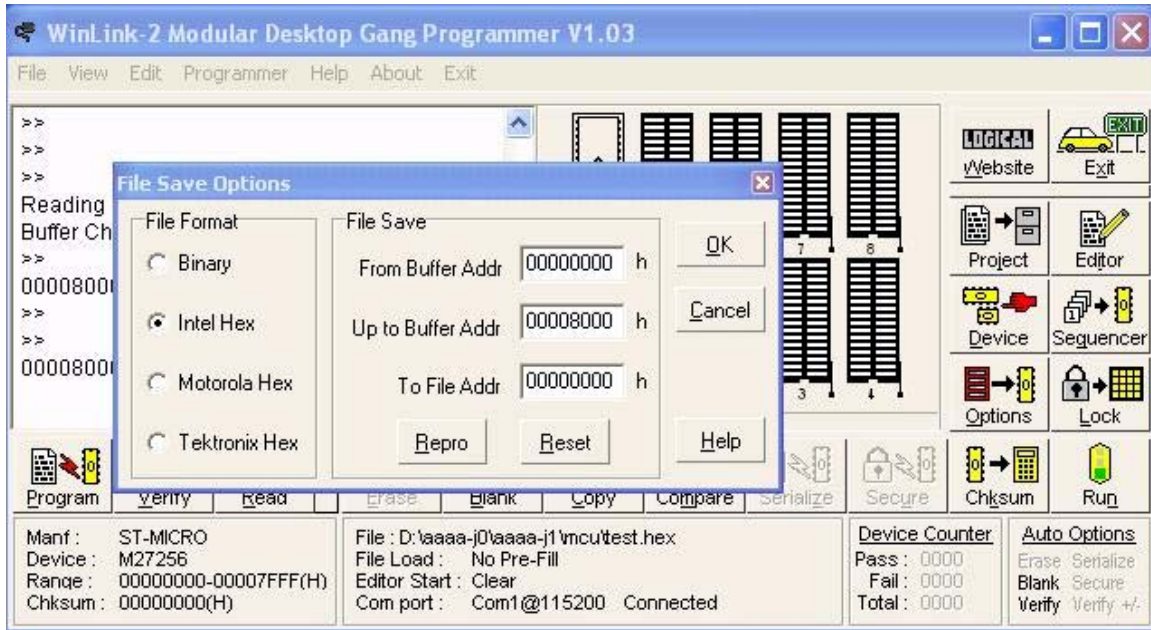 WinLink-2 Modular Desktop Gang Programmer V1.03
File View Edit Programmer Help About Exit
>>
>>
>>
Reading
Buffer Ch
>>
0000800
>>
>>
0000800
File Save Options
File Format
Binary
Intel Hex
Motorola Hex
Tektronix Hex
File Save
From Buffer Addr 00000000 h
Up to Buffer Addr 00008000 h
To File Addr 00000000 h
Repro Reset
OK
Cancel
Help
7 8
3 4
LOGICAL
Website
EXIT
Exit
Project
Editor
Device
Sequencer
Options
Lock
Program Verify Read Erase Blank Copy Compare Serialize Secure Chksum Run
Manf : ST-MICRO
Device : M27256
Range : 00000000-00007FFF(H)
Chksum : 00000000(H)
File : D:\aaaa-j0\aaaa-j1\mcu\test.hex
File Load : No Pre-Fill
Editor Start : Clear
Com port : Com1@115200 Connected
Device Counter
Pass : 0000
Fail : 0000
Total : 0000
Auto Options
Erase Serialize
Blank Secure
Verify Verify +/-